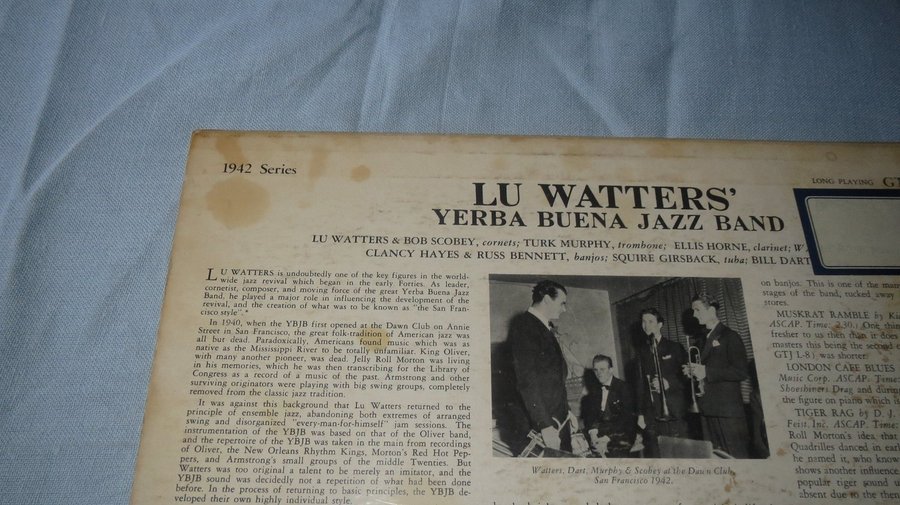 1942 Series
LONG PLAYING
LU WATTERS'
YERBA BUENA JAZZ BAND
LU WATTERS & BOB SCOBEY, cornets; TURK MURPHY, trombone; ELLIS HORNE, clarinet;
CLANCY HAYES & RUSS BENNETT, banjos; SQUIRE GIRSBACK, tuba; BILL DART
LU WATTERS is undoubtedly one of the key figures in the world-
wide jazz revival which began in the early Forties. As leader,
cornetist, composer, and moving force of the great Yerba Buena Jazz
Band, he played a major role in influencing the development of the
revival, and the creation of what was to be known as "the San Fran-
cisco style".*
In 1940, when the YBJB first opened at the Dawn Club on Annie
Street in San Francisco, the great folk-tradition of American jazz was
all but dead. Paradoxically, Americans found music which was as
native as the Mississippi River to be totally unfamiliar. King Oliver,
with many another pioneer, was dead. Jelly Roll Morton was living
in his memories, which he was then transcribing for the Library of
Congress as a record of a music of the past. Armstrong and other
surviving originators were playing with big swing groups, completely
removed from the classic jazz tradition.
It was against this background that Lu Watters returned to the
principle of ensemble jazz, abandoning both extremes of arranged
swing and disorganized "every-man-for-himself" jam sessions. The
instrumentation of the YBJB was based on that of the Oliver band,
and the repertoire of the YBJB was taken in the main from recordings
of Oliver, the New Orleans Rhythm Kings, Morton's Red Hot Pep-
pers, and Armstrong's small groups of the middle Twenties. But
Watters was too original a talent to be merely an imitator, and the
YBJB sound was decidedly not a repetition of what had been done
before. In the process of returning to basic principles, the YBJB de-
veloped their own highly individual style.
Watters, Dart, Murphy & Scobey at the Dawn Club,
San Francisco 1942.
on banjos. This is one of the
stages of the band, tucked away
stores.
MUSKRAT RAMBLE by
ASCAP. Time: 2:30. One
fresher to us then than it does
masters this being the second
GTJ L-8) was shorter.
LONDON CAFE BLUES
Music Corp. ASCAP. Time:
Shoeshiners Drag and
the figure on piano which is
TIGER RAG by D. J.
Feist, Inc. ASCAP. Time:
Roll Morton's idea that
Quadrilles danced in
he named it, who
shows another influence,
popular tiger sound
absent due to the